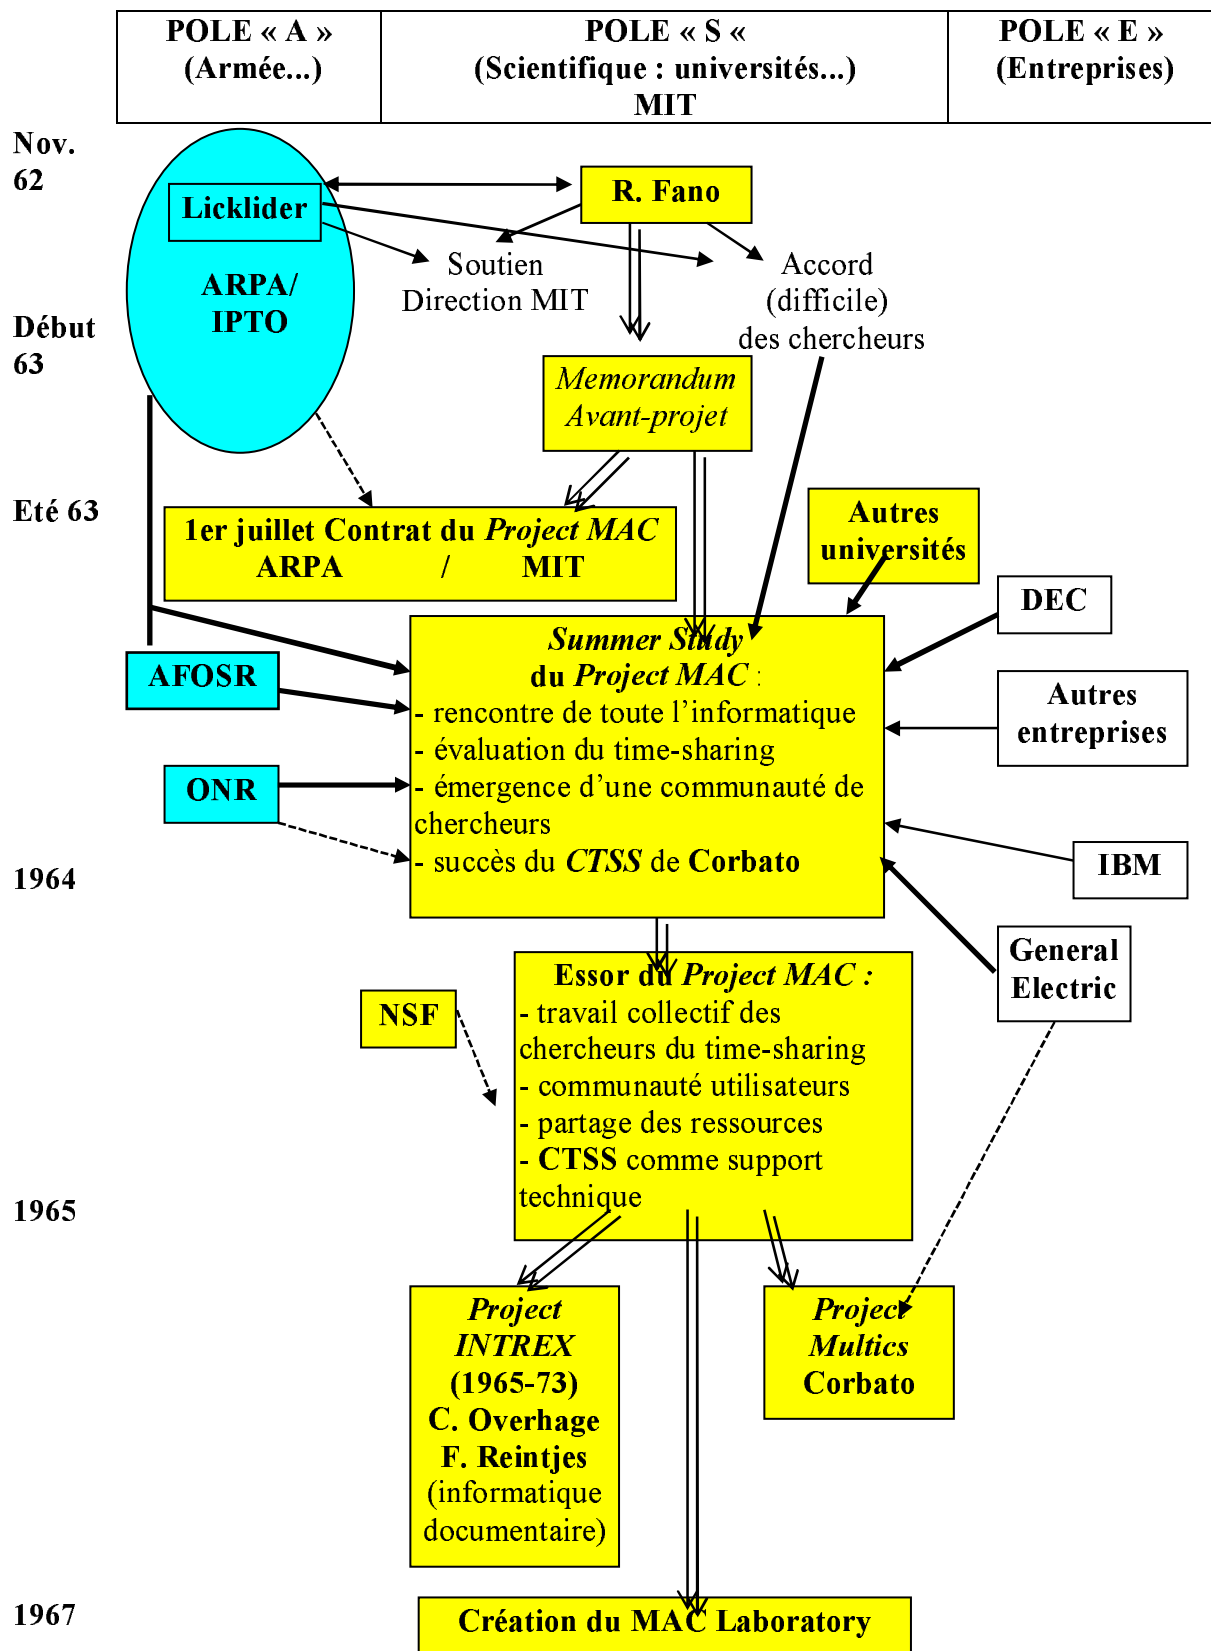 POLE « A »
(Armée...)
POLE « S «
(Scientifique : universités...)
MIT
POLE « E »
(Entreprises)
Nov.
62
Licklider
R. Fano
ARPA/
IPTO
Soutien
Direction MIT
Accord
(difficile)
des chercheurs
Début
63
Memorandum
Avant-projet
Eté 63
1er juillet Contrat du Project MAC
ARPA / MIT
Autres
universités
DEC
Summer Study
du Project MAC :
- rencontre de toute l’informatique
- évaluation du time-sharing
- émergence d’une communauté de
chercheurs
- succès du CTSS de Corbato
AFOSR
ONR
Autres
entreprises
IBM
1964
General
Electric
Essor du Project MAC :
- travail collectif des
chercheurs du time-sharing
- communauté utilisateurs
- partage des ressources
- CTSS comme support
technique
NSF
1965
Project
INTREX
(1965-73)
C. Overhage
F. Reintjes
(informatique
documentaire)
Project
Multics
Corbato
1967
Création du MAC Laboratory